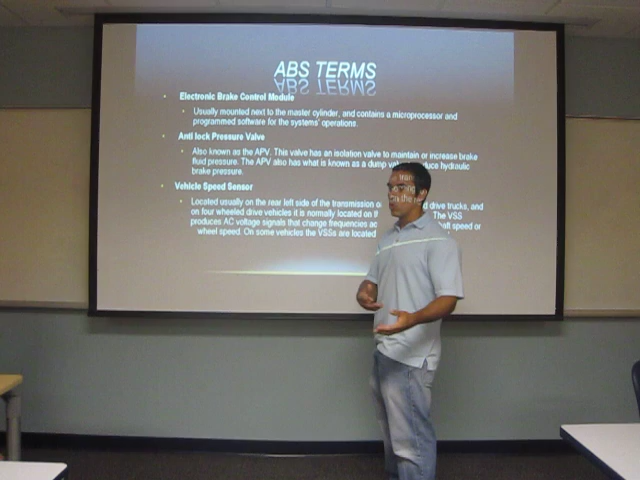 ABS TERMS
Electronic Brake Control Module
Usually mounted next to the master cylinder, and contains a microprocessor and
programmed software for the systems' operations.
Anti lock Pressure Valve
Also known as the APV. This valve has an isolation valve to maintain or increase brake
fluid pressure. The APV also has what is known as a dump hydraulic
brake pressure.
Vehicle Speed Sensor
Located usually on the rear left side of the transmission drive trucks, and
on four wheeled drive vehicles it is normally located on The VSS
produces AC voltage signals that change frequencies speed or
wheel speed. On some vehicles the VSSs are located